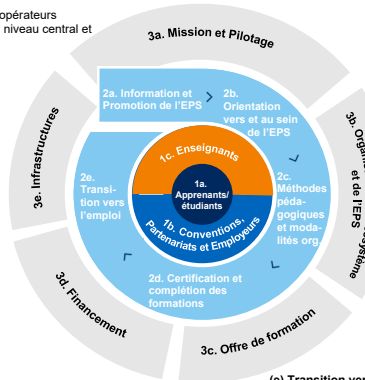 opérateurs
niveau central et
3a. Mission et Pilotage
2a. Information et
Promotion de l'EPS
2b.
Orientation
vers et au sein
de l'EPS
3b.
et de l'EPS
3e. Infrastructures
1c. Enseignants
1a.
Apprenants/
étudiants
1b. Conventions,
Partenariats et Employeurs
2e.
Transi-
tion vers
l'emploi
2c.
Méthodes
péda-
gogiques
et moda-
lités org.
2d. Certification et
complétion des
formations
3d. Financement
3c. Offre de formation
(e) Transition